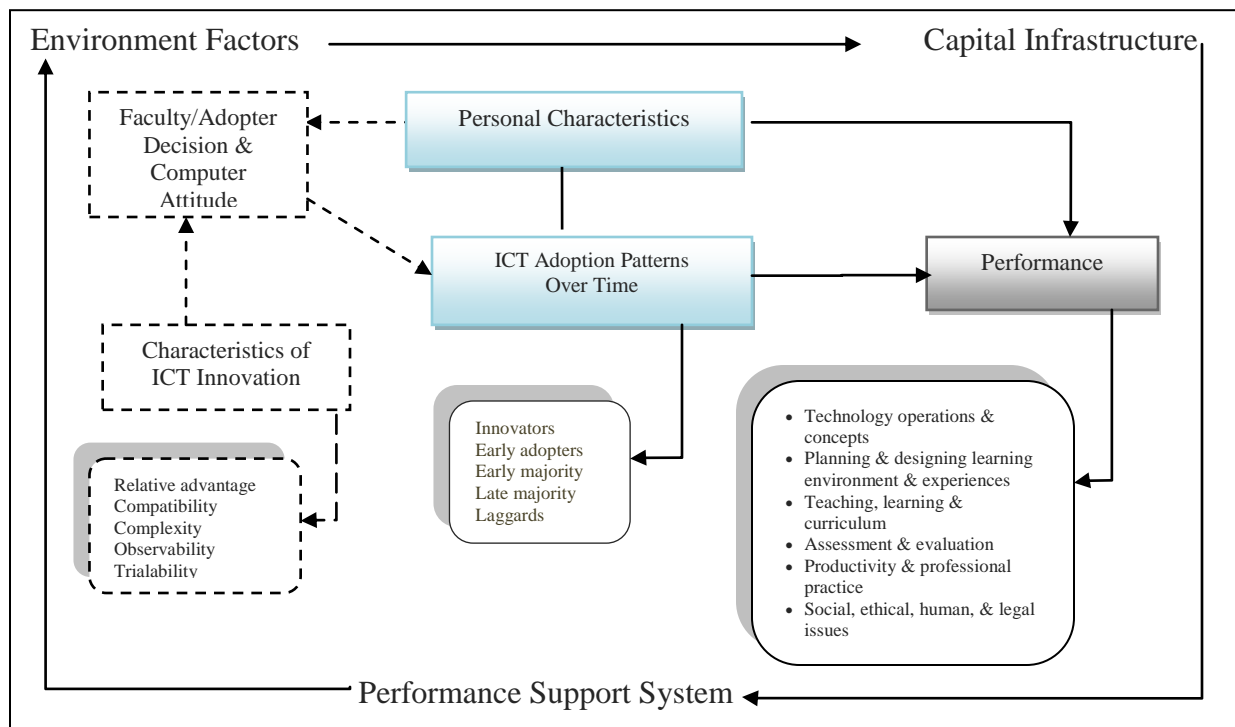 Environment Factors
Capital Infrastructure
Faculty/Adopter
Decision &
Computer
Attitude
Personal Characteristics
ICT Adoption Patterns
Over Time
Performance
Characteristics of
ICT Innovation
Relative advantage
Compatibility
Complexity
Observability
Trialability
Innovators
Early adopters
Early majority
Late majority
Laggards
• Technology operations &
concepts
• Planning & designing learning
environment & experiences
• Teaching, learning &
curriculum
• Assessment & evaluation
• Productivity & professional
practice
• Social, ethical, human, & legal
issues
Performance Support System